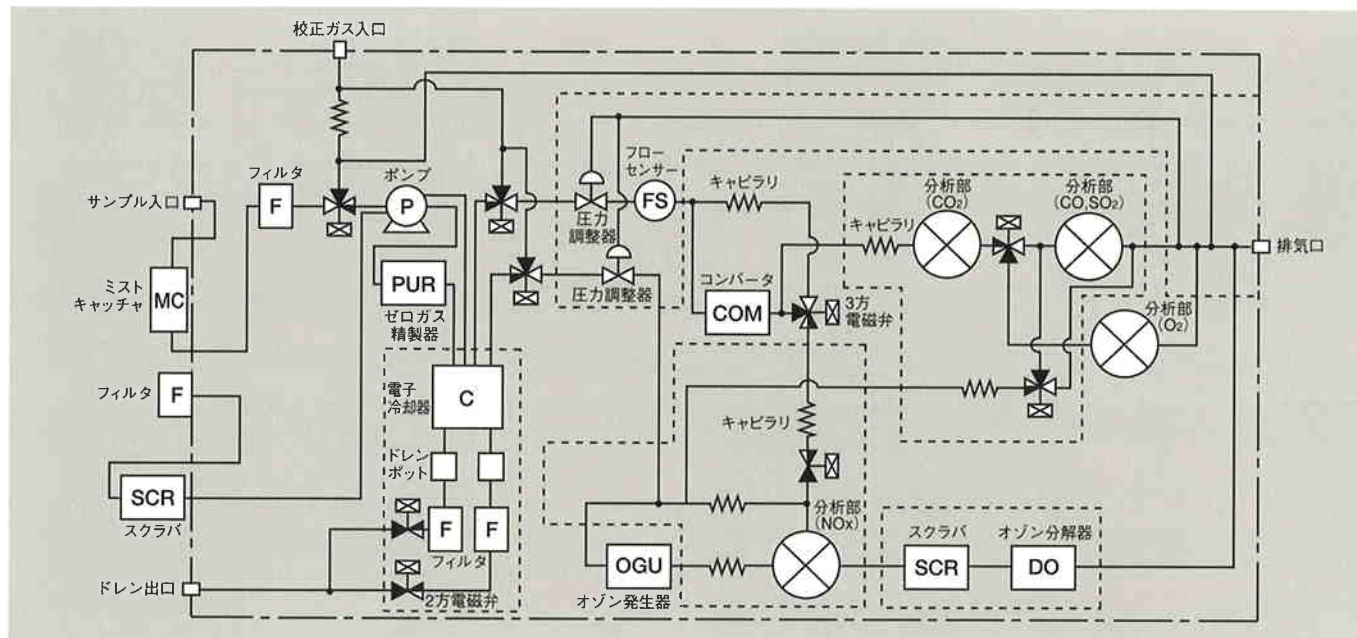 校正ガス入口
フィルタ
F
サンプル入口
ミスト
キャッチャ
MC
ポンプ
P
PUR
ゼロガス
精製器
フィルタ
F
SCR
スクラバ
ドレン出口
電子
冷却器
C
ドレン
ポット
F
F
フィルタ
2方電磁弁
圧力
調整器
圧力調整器
フロー
センサー
FS
キャピラリ
コンバータ
COM
3方
電磁弁
キャピラリ
分析部
(CO₂)
分析部
(CO,SO₂)
排気口
分析部
(O₂)
キャピラリ
OGU
オゾン発生器
分析部
(NOx)
スクラバ
SCR
オゾン分解器
DO